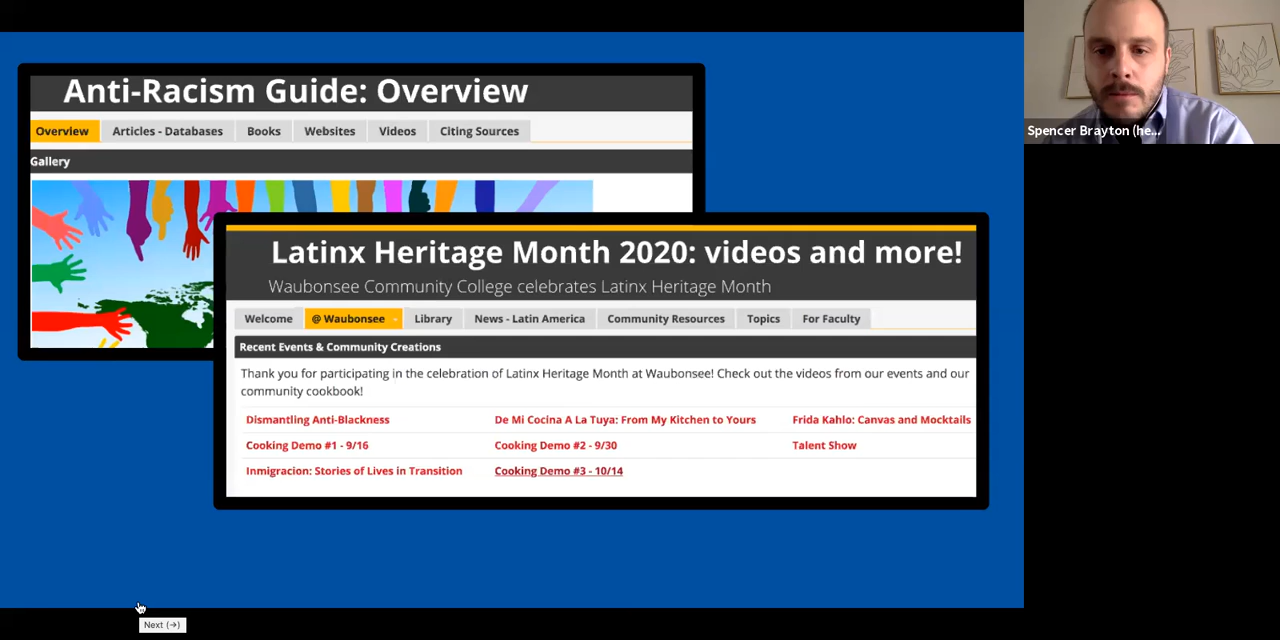 Anti-Racism Guide: Overview
Overview Articles - Databases Books Websites Videos Citing Sources
Gallery
Latinx Heritage Month 2020: videos and more!
Waubonsee Community College celebrates Latinx Heritage Month
Welcome @ Waubonsee Library News - Latin America Community Resources Topics For Faculty
Recent Events & Community Creations
Thank you for participating in the celebration of Latinx Heritage Month at Waubonsee! Check out the videos from our events and our
community cookbook!
Dismantling Anti-Blackness De Mi Cocina A La Tuya: From My Kitchen to Yours Frida Kahlo: Canvas and Mocktails
Cooking Demo #1 - 9/16 Cooking Demo #2 - 9/30 Talent Show
Inmigracion: Stories of Lives in Transition Cooking Demo #3 - 10/14
Spencer Brayton (he...
Next (→)